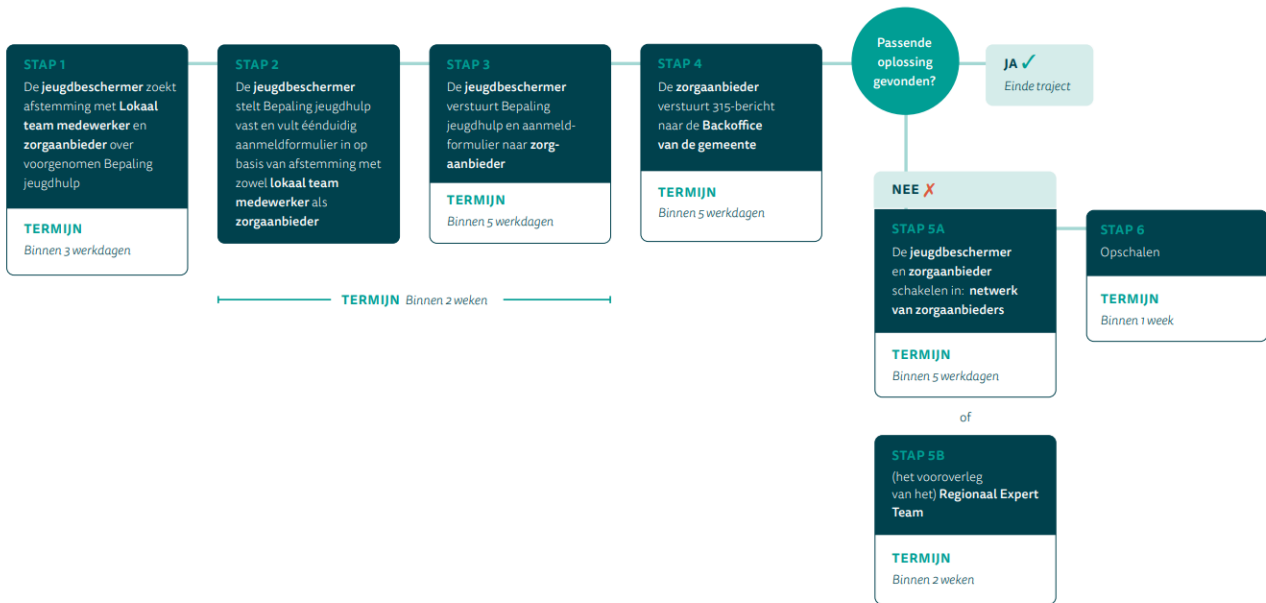 STAP 1
De jeugdbeschermer zoekt
afstemming met Lokaal
team medewerker en
zorgaanbieder over
voorgenomen Bepaling
jeugdhulp
TERMIJN
Binnen 3 werkdagen
STAP 2
De jeugdbeschermer
stelt Bepaling jeugdhulp
vast en vult éénduidig
aanmeldformulier in op
basis van afstemming met
zowel lokaal team
medewerker als
zorgaanbieder
STAP 3
De jeugdbeschermer
verstuurt Bepaling
jeugdhulp en aanmeld-
formulier naar zorg-
aanbieder
TERMIJN
Binnen 5 werkdagen
TERMIJN Binnen 2 weken
STAP 4
De zorgaanbieder
verstuurt 315-bericht
naar de Backoffice
van de gemeente
TERMIJN
Binnen 5 werkdagen
Passende
oplossing
gevonden?
JA ✓
Einde traject
NEE ✗
STAP 5A
De jeugdbeschermer
en zorgaanbieder
schakelen in: netwerk
van zorgaanbieders
TERMIJN
Binnen 5 werkdagen
of
STAP 5B
(het vooroverleg
van het) Regionaal Expert
Team
TERMIJN
Binnen 2 weken
STAP 6
Opschalen
TERMIJN
Binnen 1 week